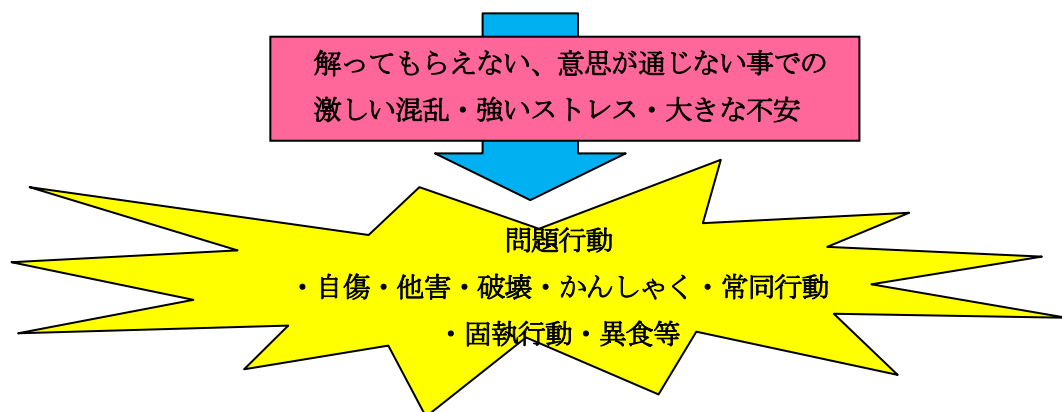 解ってもらえない、意思が通じない事での
激しい混乱・強いストレス・大きな不安
問題行動
・自傷・他害・破壊・かんしゃく・常同行動
・固執行動・異食等